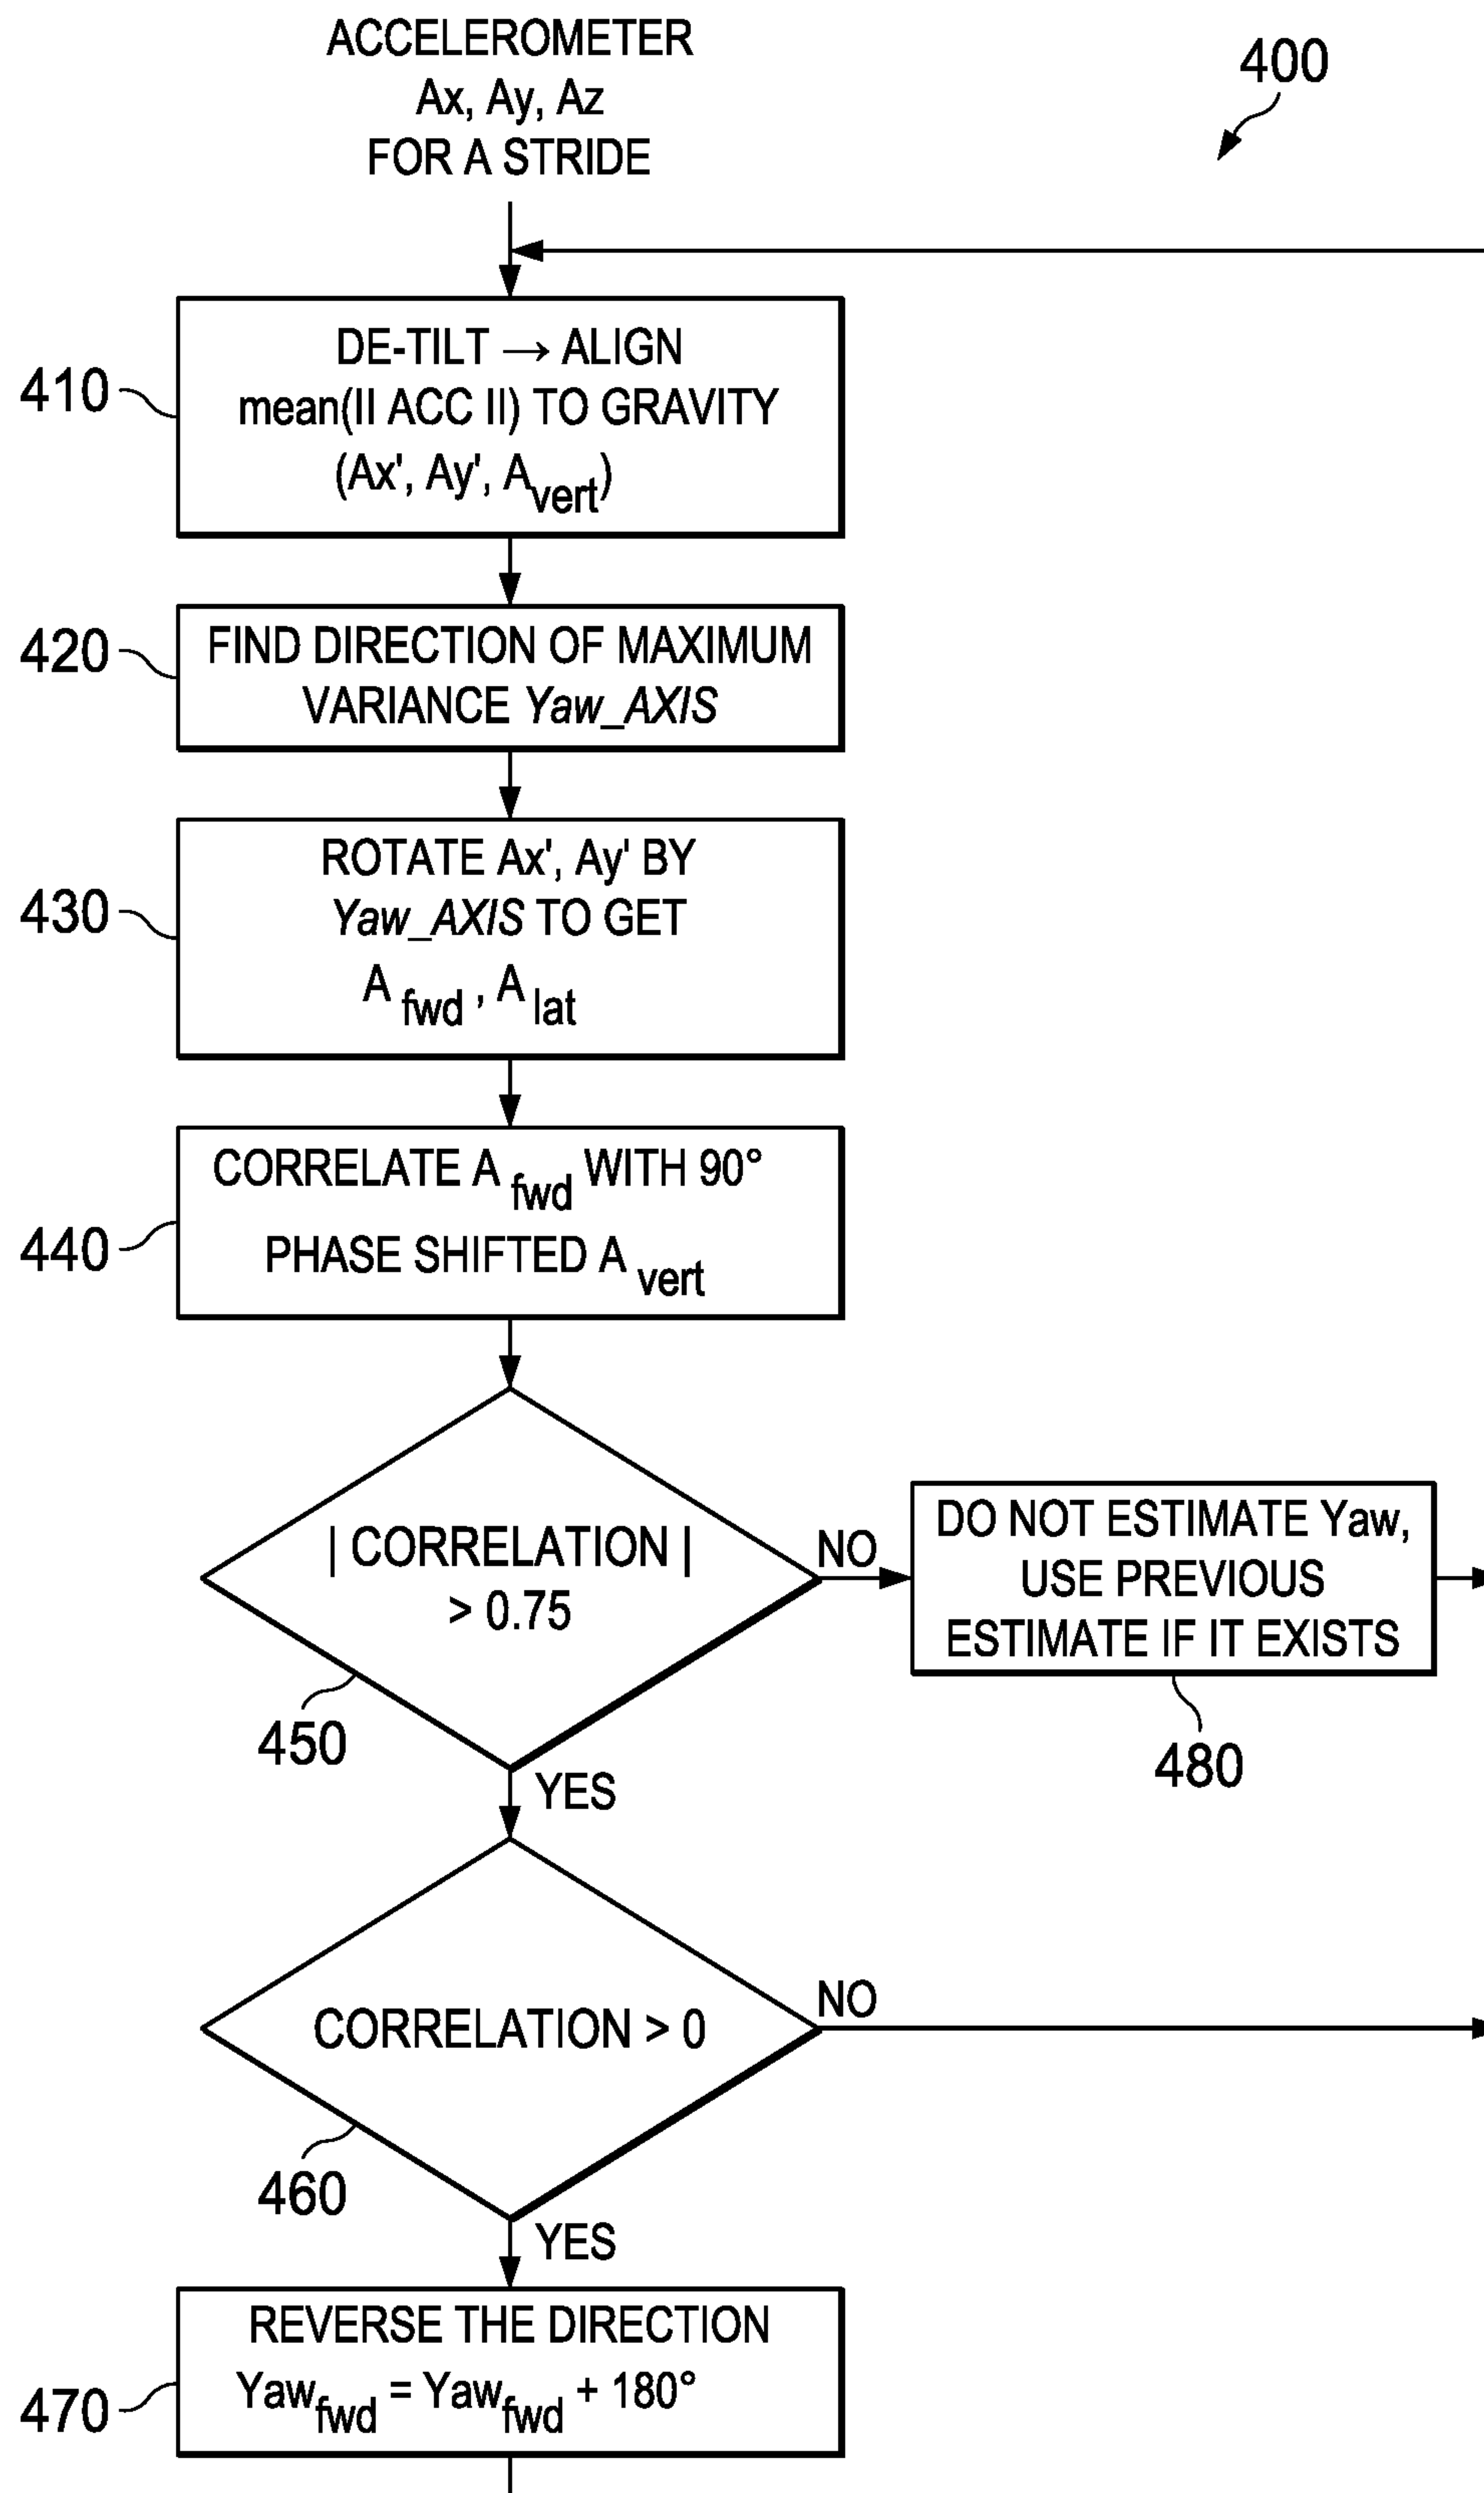 ACCELEROMETER
Ax, Ay, Az
FOR A STRIDE
400
410
DE-TILT → ALIGN
mean(II ACC II) TO GRAVITY
(Ax', Ay', Avert)
420
FIND DIRECTION OF MAXIMUM
VARIANCE Yaw_AXIS
430
ROTATE Ax', Ay' BY
Yaw_AXIS TO GET
A fwd , A lat
440
CORRELATE A fwd WITH 90°
PHASE SHIFTED A vert
| CORRELATION |
> 0.75
NO
DO NOT ESTIMATE Yaw,
USE PREVIOUS
ESTIMATE IF IT EXISTS
450
480
YES
CORRELATION > 0
NO
460
YES
470
REVERSE THE DIRECTION
Yawfwd = Yawfwd + 180°